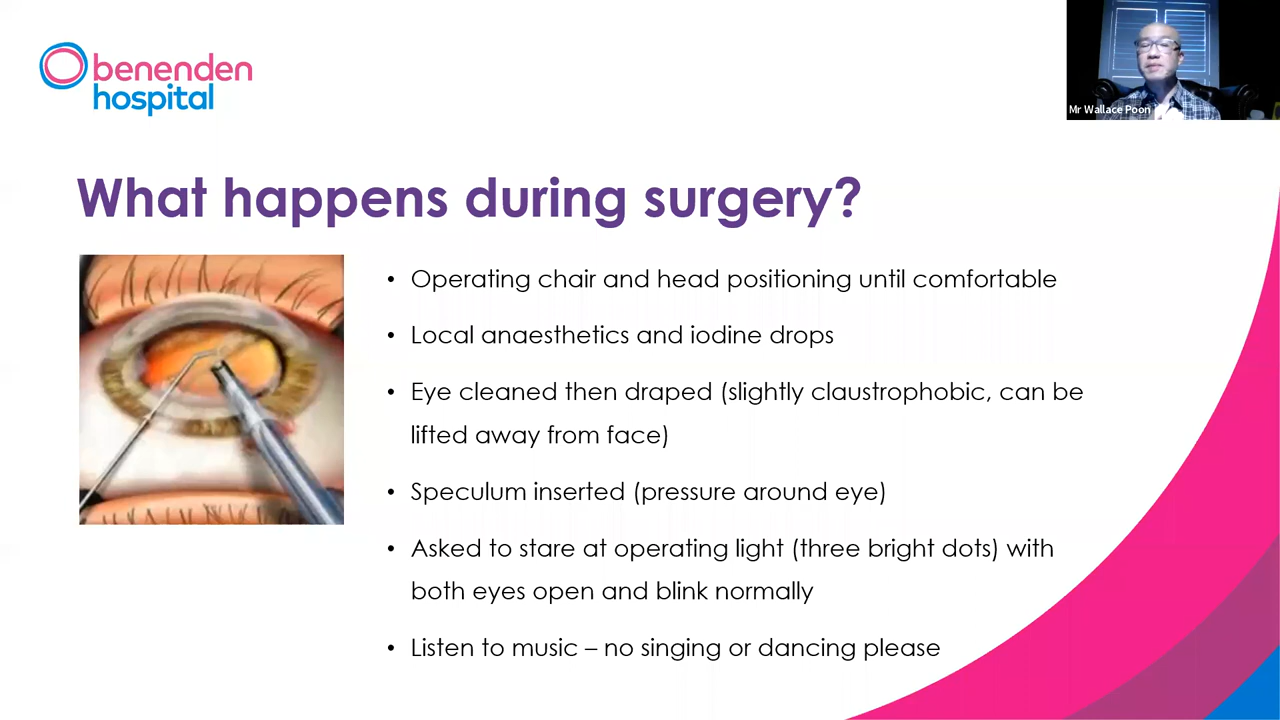 benenden
hospital
Mr Wallace Poon
What happens during surgery?
• Operating chair and head positioning until comfortable
• Local anaesthetics and iodine drops
• Eye cleaned then draped (slightly claustrophobic, can be
lifted away from face)
• Speculum inserted (pressure around eye)
• Asked to stare at operating light (three bright dots) with
both eyes open and blink normally
• Listen to music – no singing or dancing please